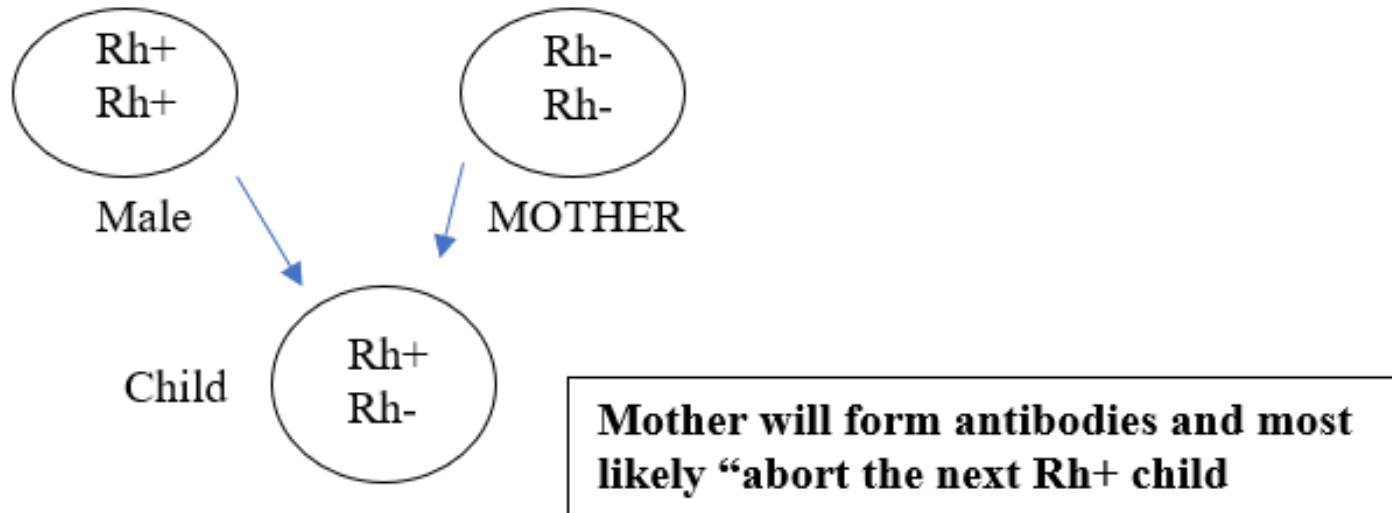 Rh+
Rh+
Rh-
Rh-
Male
MOTHER
Rh+
Rh-
Child
Mother will form antibodies and most
likely “abort the next Rh+ child